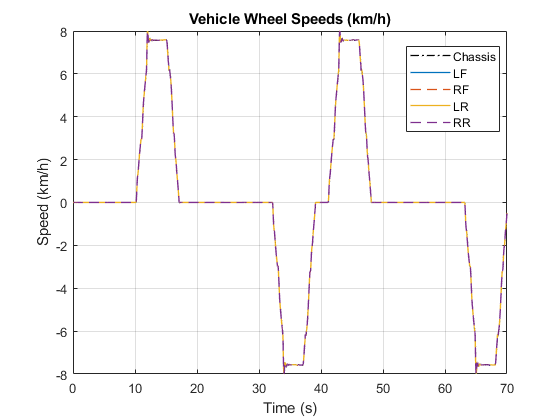 Vehicle Wheel Speeds (km/h)
8
6
4
2
0
-2
-4
-6
-8
Speed (km/h)
Chassis
LF
RF
LR
RR
0 10 20 30 40 50 60 70
Time (s)